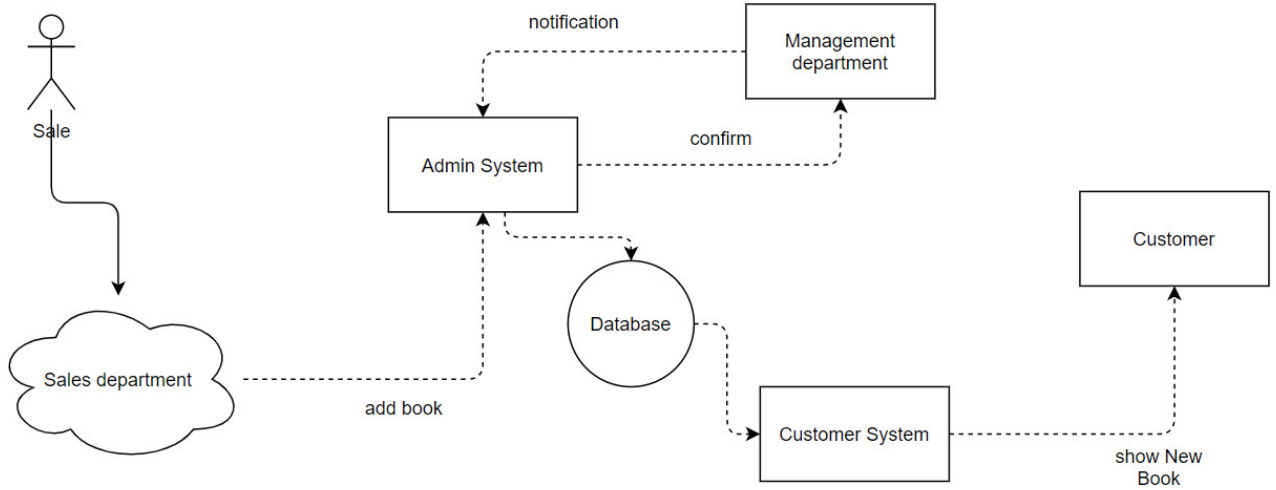 notification
Management
department
Sale
confirm
Admin System
Customer
Database
Sales department
add book
Customer System
show New
Book